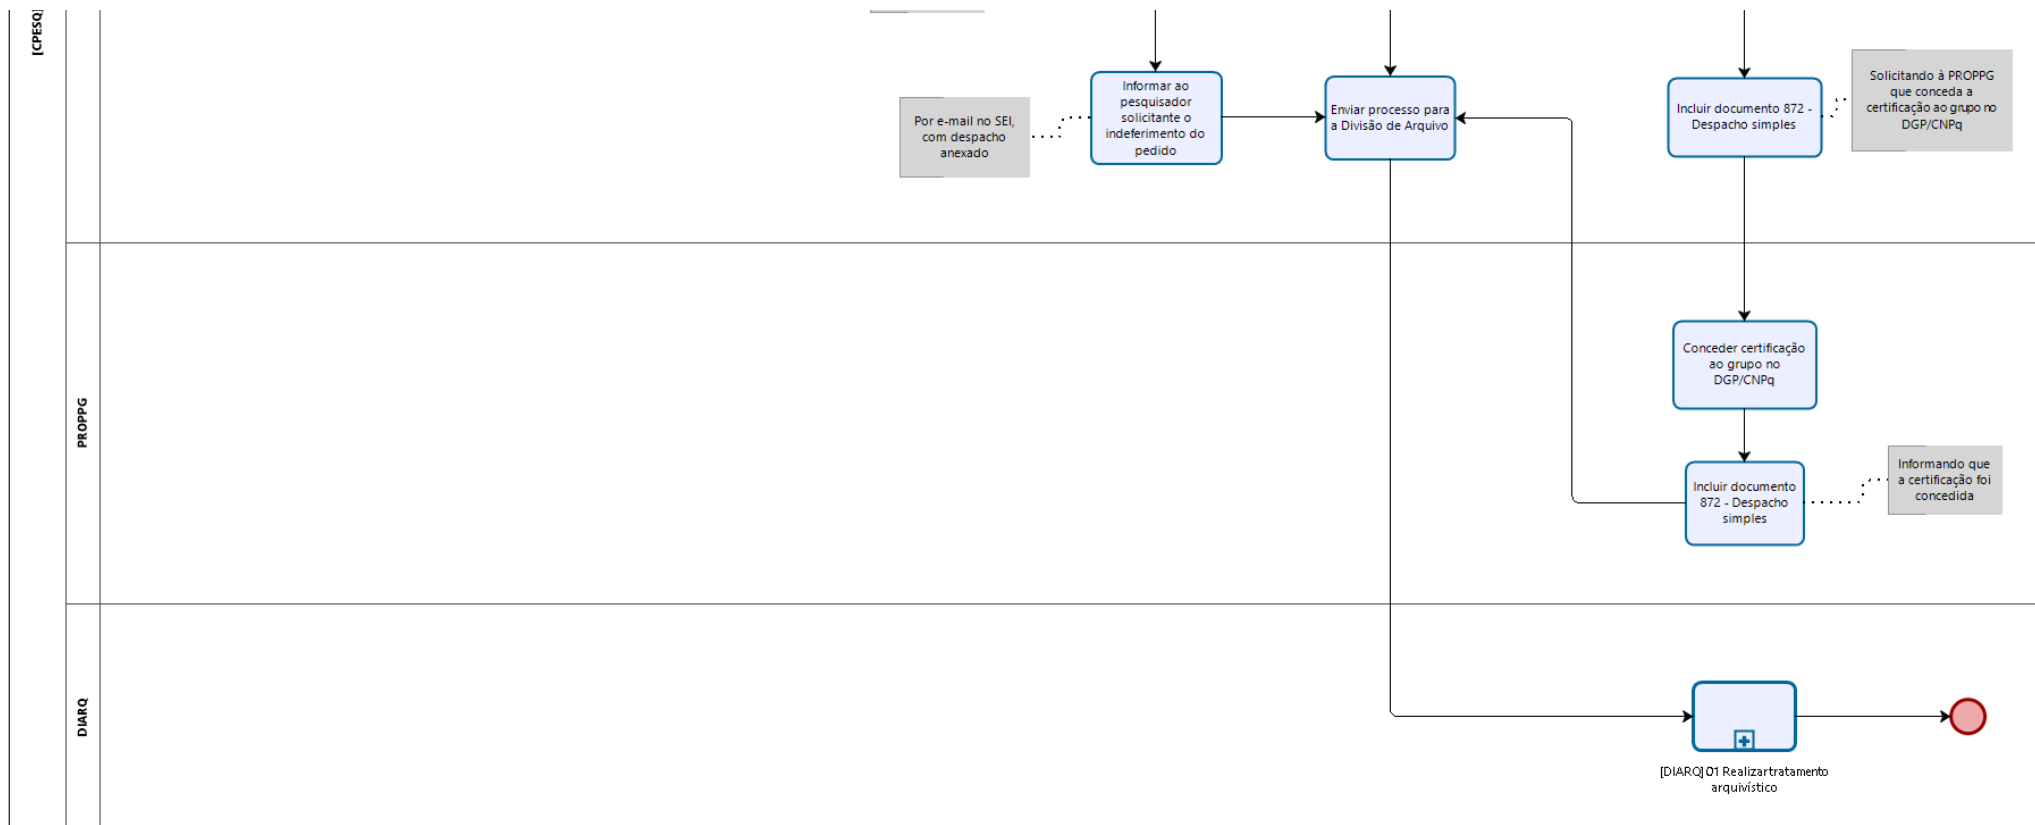 [CPESQ]
Por e-mail no SEI,
com despacho
anexado
Informar ao
pesquisador
solicitante o
indeferimento do
pedido
Enviar processo para
a Divisão de Arquivo
Incluir documento 872 -
Despacho simples
Solicitando à PROPPG
que conceda a
certificação ao grupo no
DGP/CNPq
PROPPG
Conceder certificação
ao grupo no
DGP/CNPq
Incluir documento
872 - Despacho
simples
Informando que
a certificação foi
concedida
DIARQ
[DIARQ] 01 Realizar tratamento
arquivístico